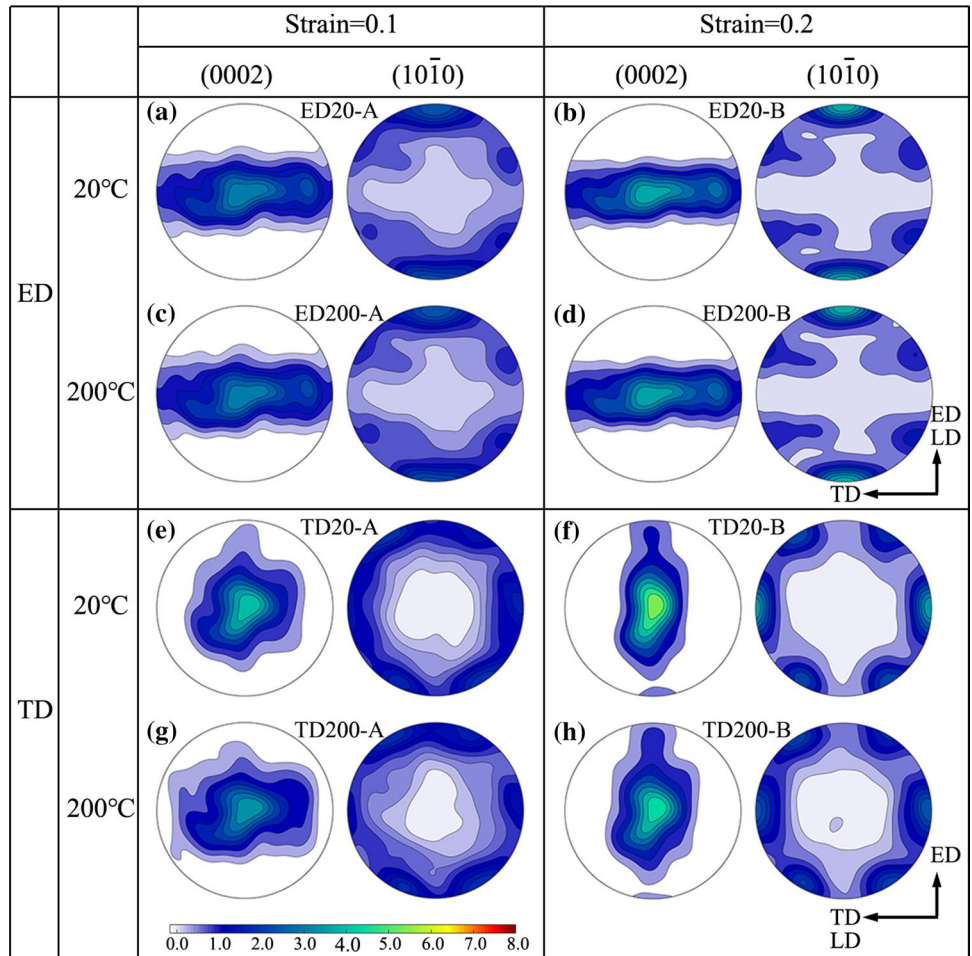 Strain=0.1 Strain=0.2
(0002) (101̄0) (0002) (101̄0)
ED
20°C
(a) ED20-A
(b) ED20-B
200°C
(c) ED200-A
(d) ED200-B
ED
LD
TD
TD
20°C
(e) TD20-A
(f) TD20-B
200°C
(g) TD200-A
(h) TD200-B
ED
TD
LD
0.0 1.0 2.0 3.0 4.0 5.0 6.0 7.0 8.0